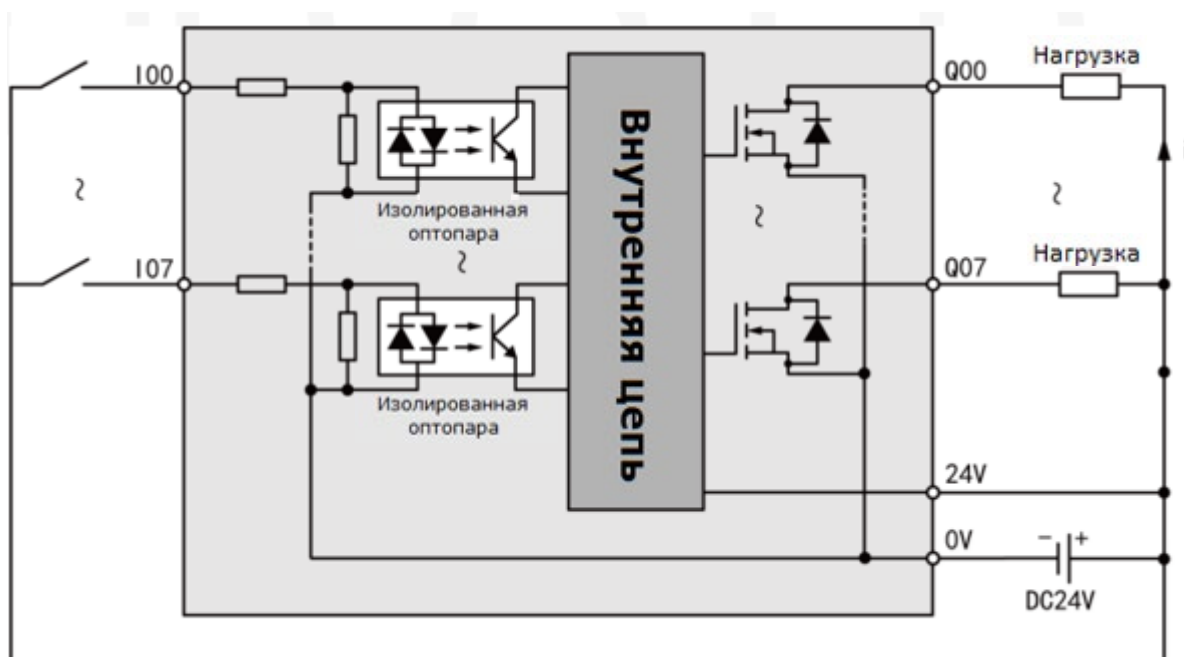 I00
Q00
Нагрузка
Изолированная
оптопара
Внутренняя цепь
I07
Q07
Нагрузка
Изолированная
оптопара
24V
0V
− +
DC24V